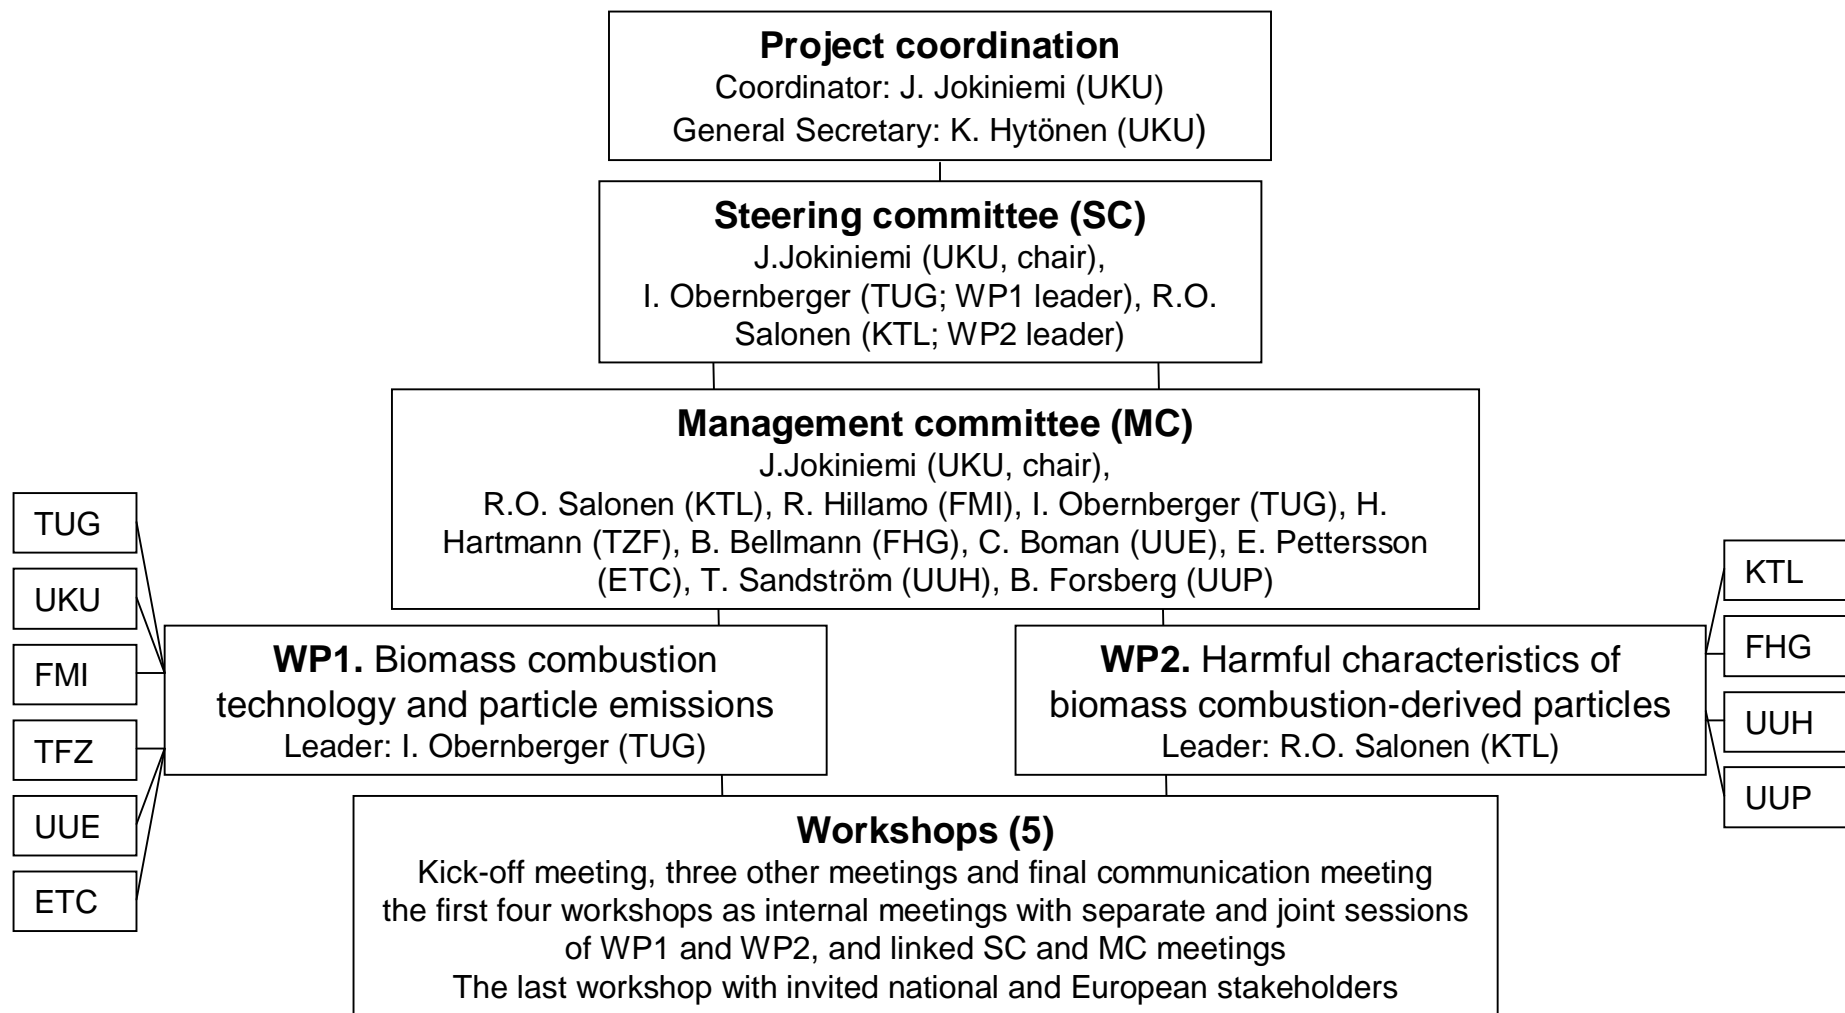 Project coordination
Coordinator: J. Jokiniemi (UKU)
General Secretary: K. Hytönen (UKU)
Steering committee (SC)
J.Jokiniemi (UKU, chair),
I. Obernberger (TUG; WP1 leader), R.O.
Salonen (KTL; WP2 leader)
Management committee (MC)
J.Jokiniemi (UKU, chair),
R.O. Salonen (KTL), R. Hillamo (FMI), I. Obernberger (TUG), H.
Hartmann (TZF), B. Bellmann (FHG), C. Boman (UUE), E. Pettersson
(ETC), T. Sandström (UUH), B. Forsberg (UUP)
TUG
UKU
FMI
TFZ
UUE
ETC
WP1. Biomass combustion
technology and particle emissions
Leader: I. Obernberger (TUG)
WP2. Harmful characteristics of
biomass combustion-derived particles
Leader: R.O. Salonen (KTL)
KTL
FHG
UUH
UUP
Workshops (5)
Kick-off meeting, three other meetings and final communication meeting
the first four workshops as internal meetings with separate and joint sessions
of WP1 and WP2, and linked SC and MC meetings
The last workshop with invited national and European stakeholders